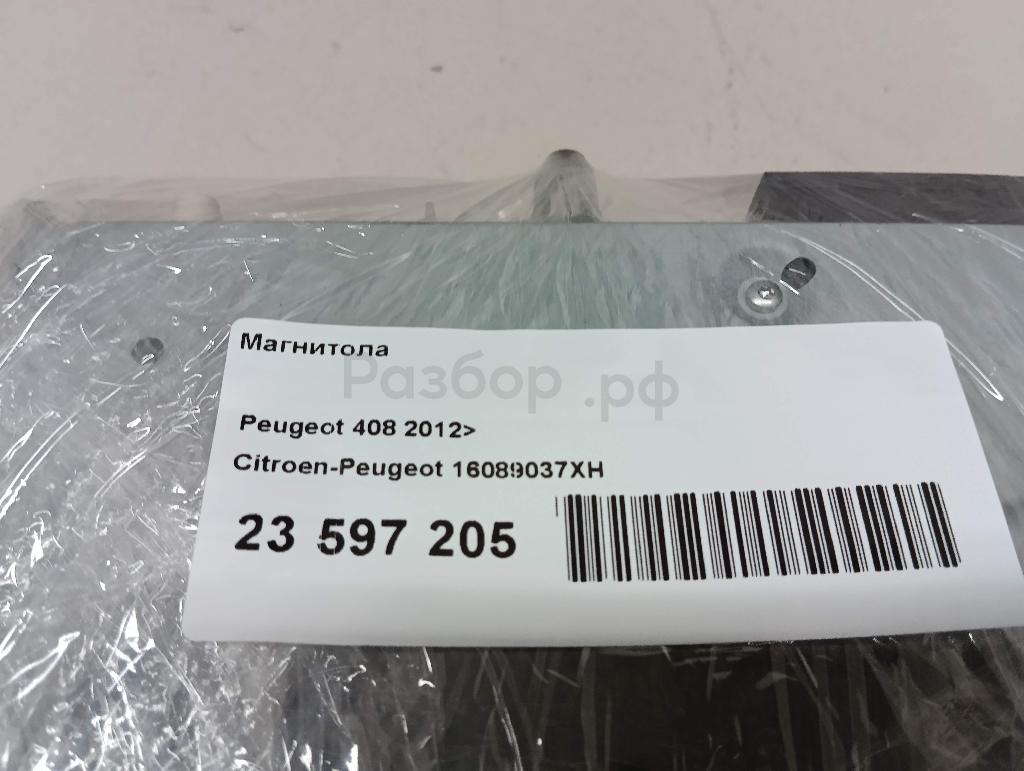 Магнитола
Разбор.рф
Peugeot 408 2012>
Citroen-Peugeot 16089037XH
23 597 205